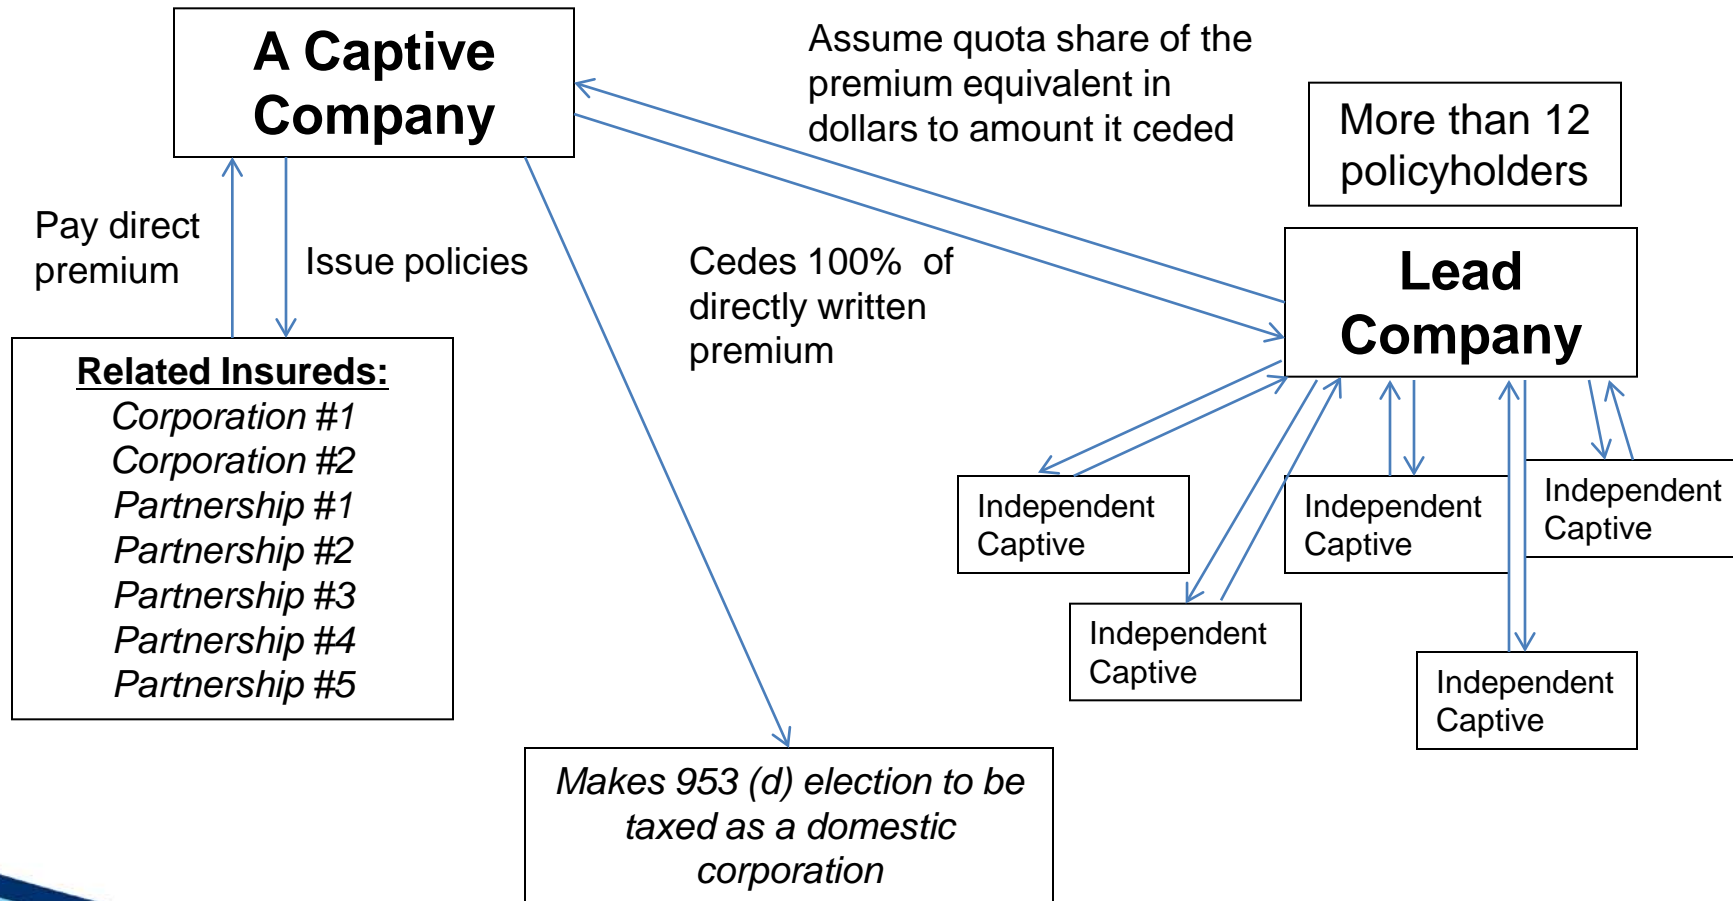 A Captive
Company
Assume quota share of the
premium equivalent in
dollars to amount it ceded
More than 12
policyholders
Pay direct
premium
Issue policies
Cedes 100% of
directly written
premium
Lead
Company
Related Insureds:
Corporation #1
Corporation #2
Partnership #1
Partnership #2
Partnership #3
Partnership #4
Partnership #5
Independent
Captive
Independent
Captive
Independent
Captive
Independent
Captive
Independent
Captive
Makes 953 (d) election to be
taxed as a domestic
corporation